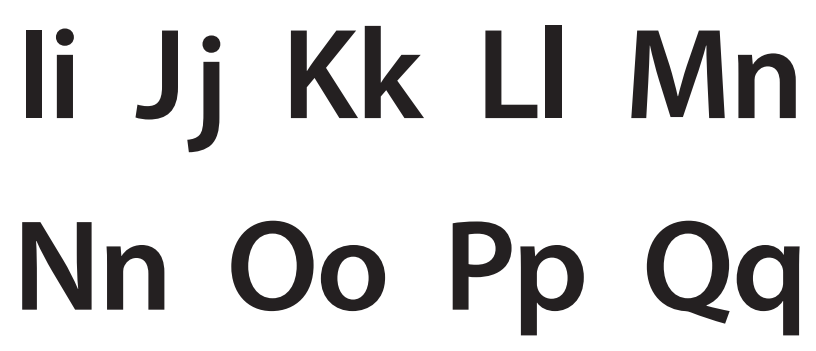 Ii Jj Kk Ll Mn
Nn Oo Pp Qq